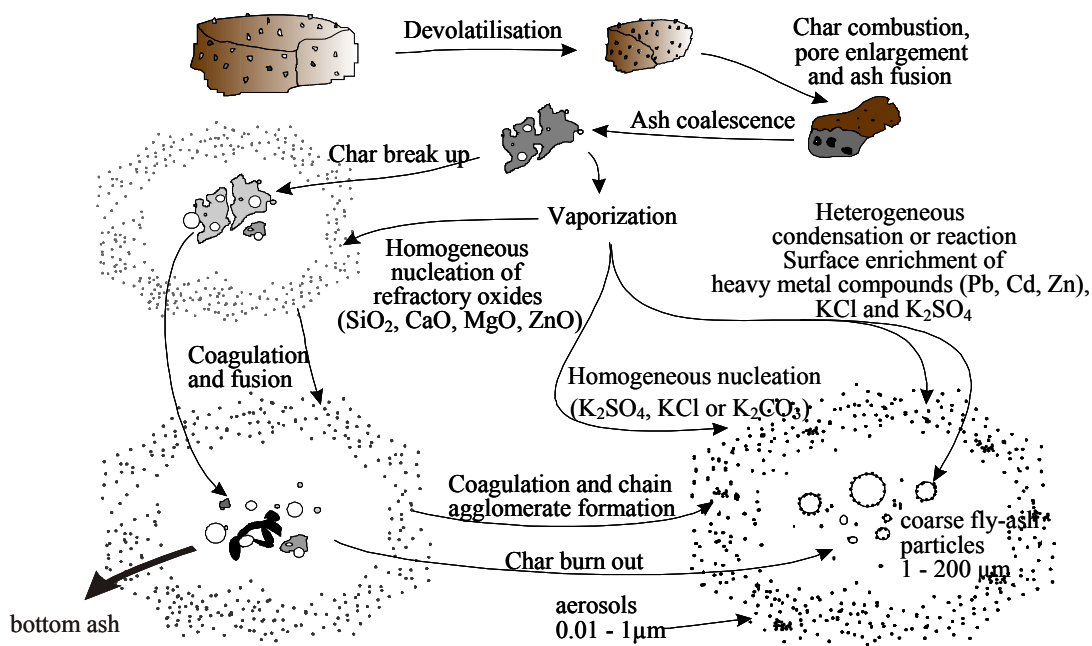 Devolatilisation
Char combustion,
pore enlargement
and ash fusion
Ash coalescence
Char break up
Vaporization
Heterogeneous
condensation or reaction
Surface enrichment of
heavy metal compounds (Pb, Cd, Zn),
KCl and K₂SO₄
Homogeneous
nucleation of
refractory oxides
(SiO₂, CaO, MgO, ZnO)
Coagulation
and fusion
Homogeneous nucleation
(K₂SO₄, KCl or K₂CO₃)
Coagulation and chain
agglomerate formation
coarse fly-ash
particles
1 - 200 µm
Char burn out
aerosols
0.01 - 1µm
bottom ash